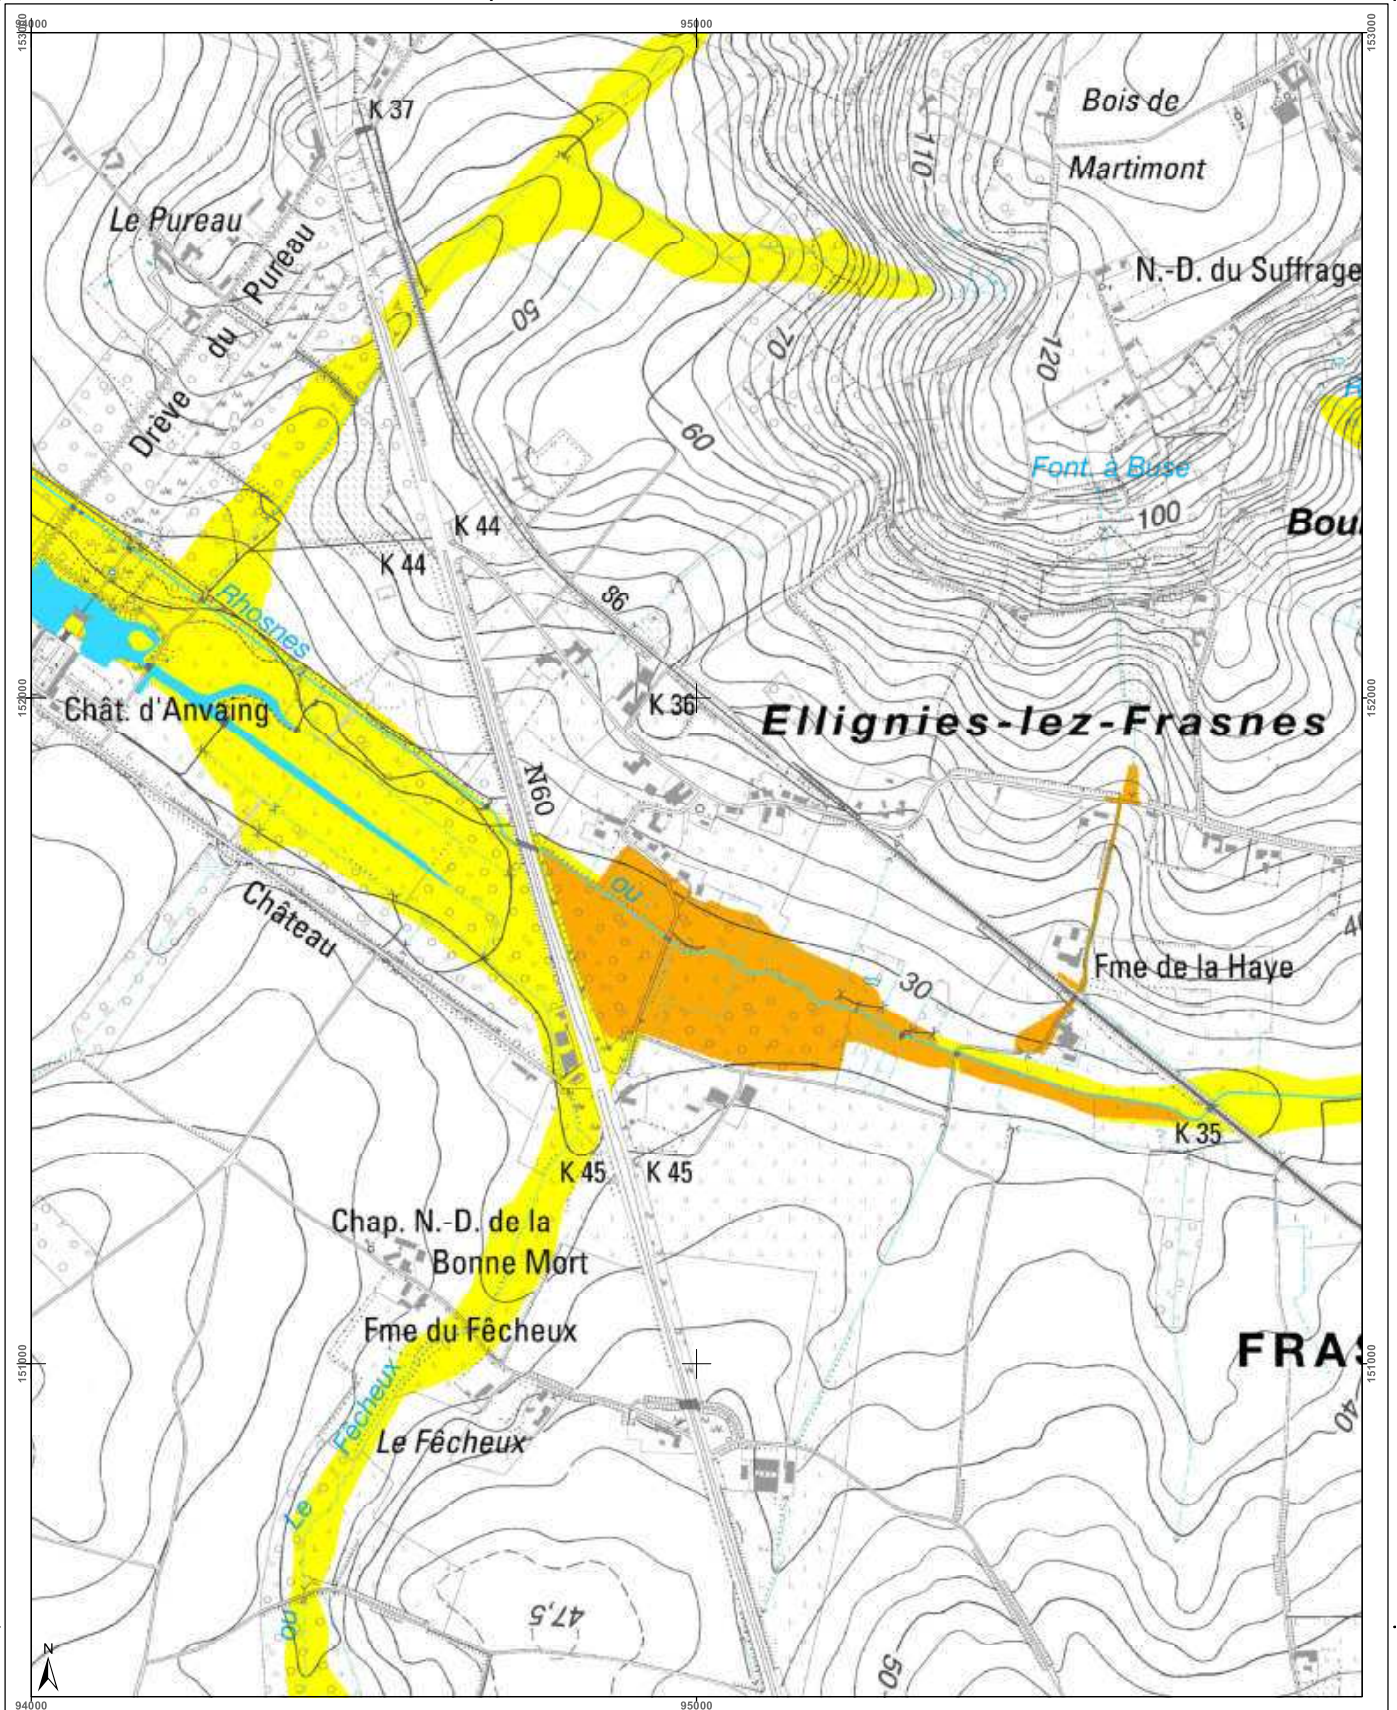 94000
95000
153000
153000
K 37
Bois de
Martimont
110
Le Pureau
Drève du Pureau
N.-D. du Suffrage
50
70
120
60
Font. à Buse
100
K 44
K 44
86
Rhosnes
K 36
152000
152000
Chât. d'Anvaing
Ellignies-lez-Frasnes
N60
ou
Château
Fme de la Haye
30
K 35
K 45
K 45
Chap. N.-D. de la
Bonne Mort
Fme du Fêcheux
151000
151000
40
Le Fêcheux
ou Le Fêcheux
47,5
50
N
94000
95000